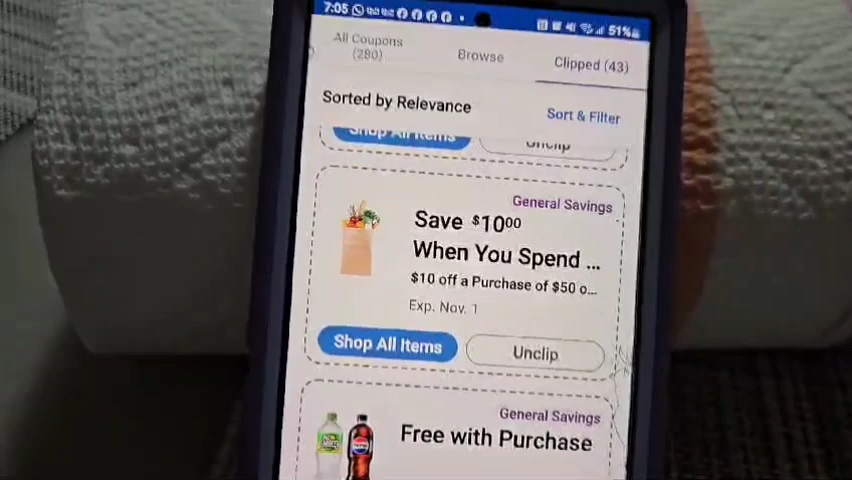 7:05
51%
All Coupons
(280)
Browse
Clipped (43)
Sorted by Relevance
Sort & Filter
Shop All Items
Unclip
General Savings
Save $10⁰⁰
When You Spend ...
$10 off a Purchase of $50 o...
Exp. Nov. 1
Shop All Items
Unclip
General Savings
Free with Purchase